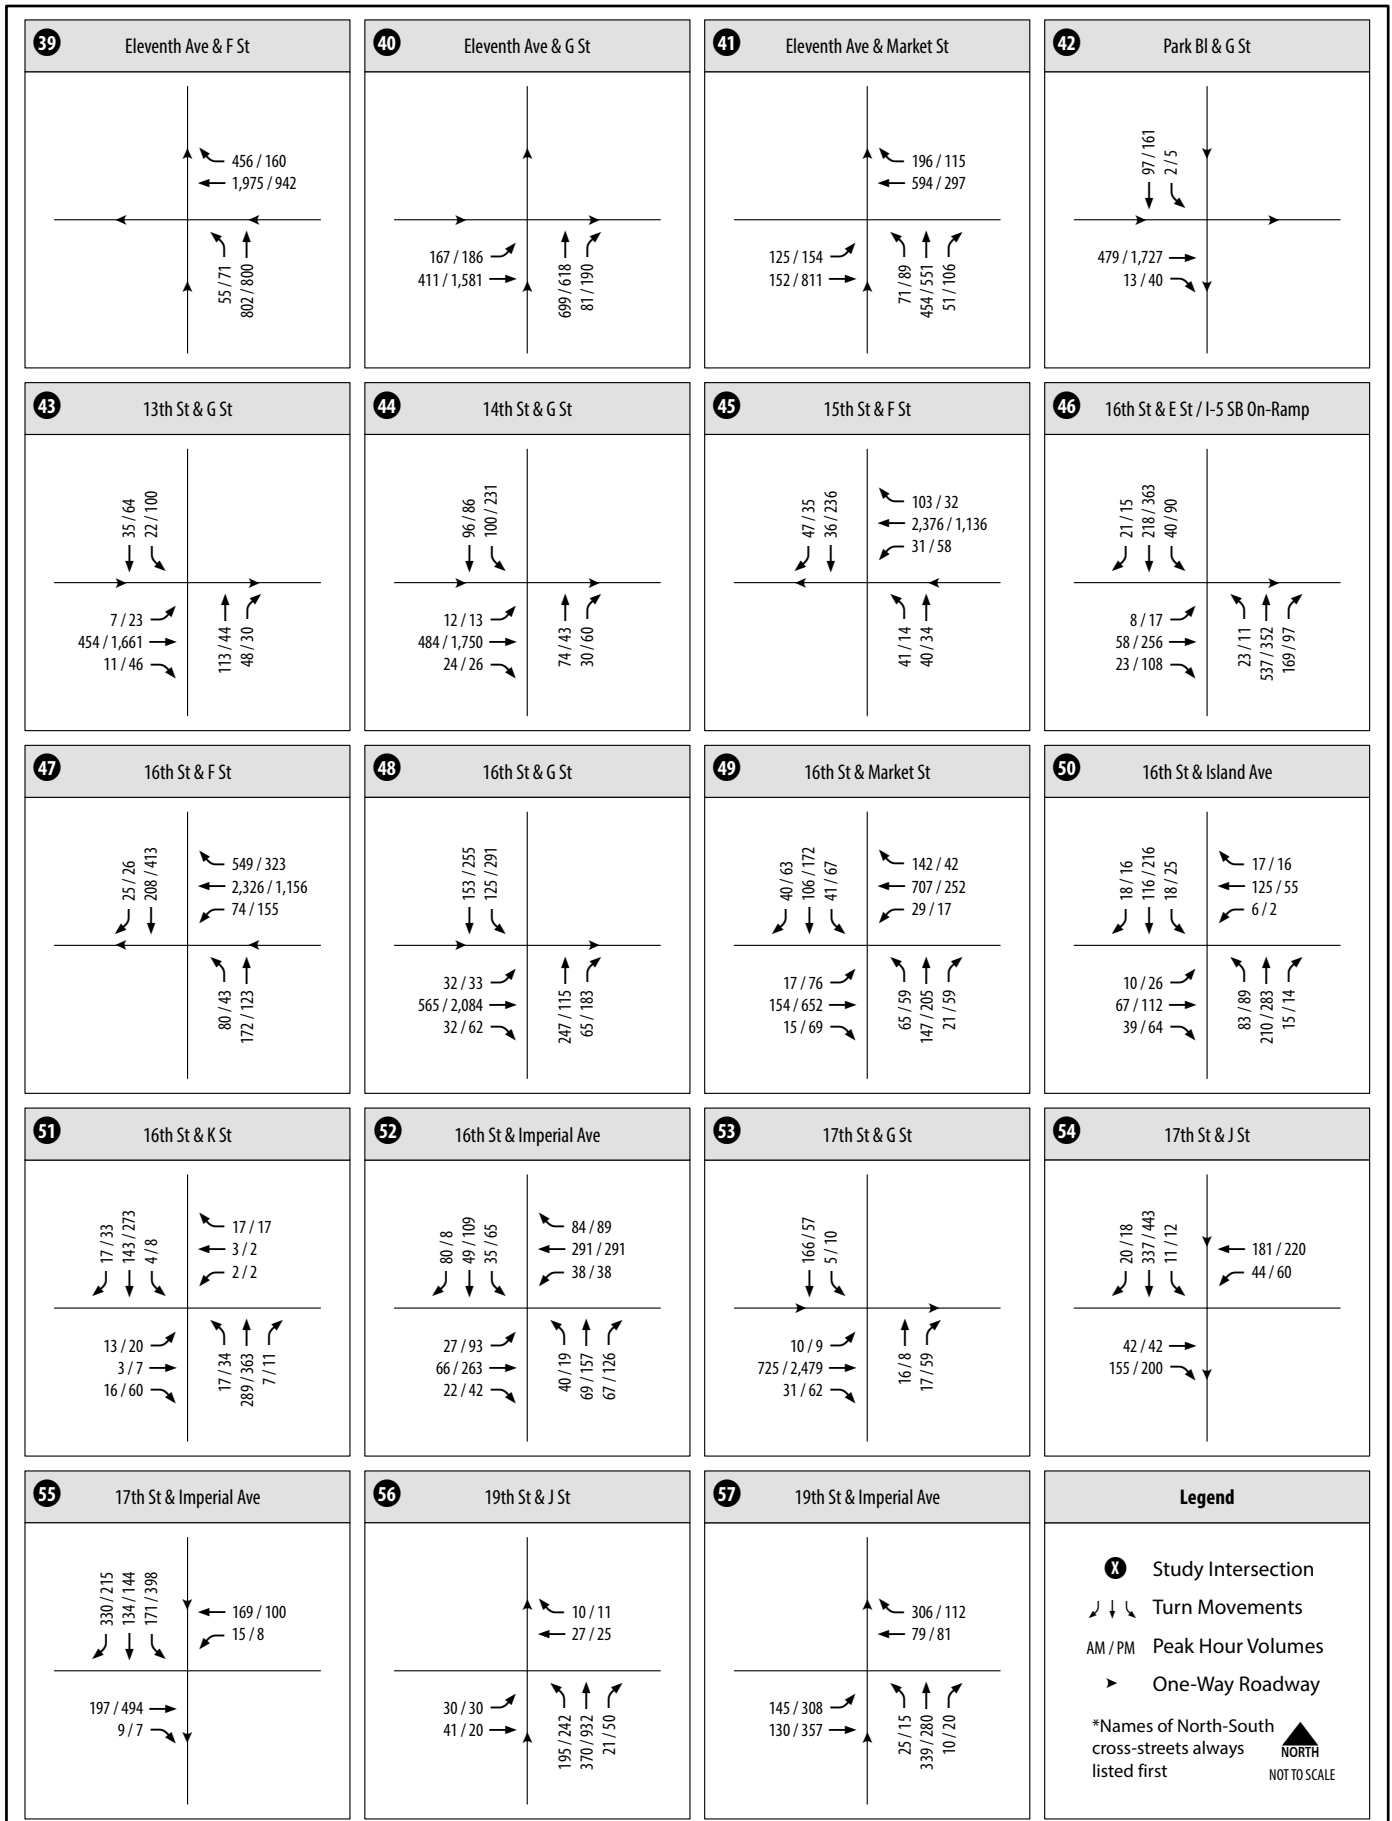 39 Eleventh Ave & F St
456 / 160
1,975 / 942
55 / 71
802 / 800
40 Eleventh Ave & G St
167 / 186
411 / 1,581
699 / 618
81 / 190
41 Eleventh Ave & Market St
196 / 115
594 / 297
125 / 154
152 / 811
71 / 89
454 / 551
51 / 106
42 Park Bl & G St
97 / 161
2 / 5
479 / 1,727
13 / 40
43 13th St & G St
35 / 64
22 / 100
7 / 23
454 / 1,661
11 / 46
113 / 44
48 / 30
44 14th St & G St
96 / 86
100 / 231
12 / 13
484 / 1,750
24 / 26
74 / 43
30 / 60
45 15th St & F St
47 / 35
36 / 236
103 / 32
2,376 / 1,136
31 / 58
41 / 14
40 / 34
46 16th St & E St / I-5 SB On-Ramp
21 / 15
218 / 363
40 / 90
8 / 17
58 / 256
23 / 108
23 / 11
537 / 352
169 / 97
47 16th St & F St
25 / 26
208 / 413
549 / 323
2,326 / 1,156
74 / 155
80 / 43
172 / 123
48 16th St & G St
153 / 255
125 / 291
32 / 33
565 / 2,084
32 / 62
247 / 115
65 / 183
49 16th St & Market St
40 / 63
106 / 172
41 / 67
142 / 42
707 / 252
29 / 17
17 / 76
154 / 652
15 / 69
65 / 59
147 / 205
21 / 59
50 16th St & Island Ave
18 / 16
116 / 216
18 / 25
17 / 16
125 / 55
6 / 2
10 / 26
67 / 112
39 / 64
83 / 89
210 / 283
15 / 14
51 16th St & K St
17 / 33
143 / 273
4 / 8
17 / 17
3 / 2
2 / 2
13 / 20
3 / 7
16 / 60
17 / 34
289 / 363
7 / 11
52 16th St & Imperial Ave
80 / 8
49 / 109
35 / 65
84 / 89
291 / 291
38 / 38
27 / 93
66 / 263
22 / 42
40 / 19
69 / 157
67 / 126
53 17th St & G St
166 / 57
5 / 10
10 / 9
725 / 2,479
31 / 62
16 / 8
17 / 59
54 17th St & J St
20 / 18
337 / 443
11 / 12
181 / 220
44 / 60
42 / 42
155 / 200
55 17th St & Imperial Ave
330 / 215
134 / 144
171 / 398
169 / 100
15 / 8
197 / 494
9 / 7
56 19th St & J St
10 / 11
27 / 25
30 / 30
41 / 20
195 / 242
370 / 932
21 / 50
57 19th St & Imperial Ave
306 / 112
79 / 81
145 / 308
130 / 357
25 / 15
339 / 280
10 / 20
Legend
X Study Intersection
Turn Movements
AM / PM Peak Hour Volumes
One-Way Roadway
*Names of North-South
cross-streets always
listed first
NORTH
NOT TO SCALE